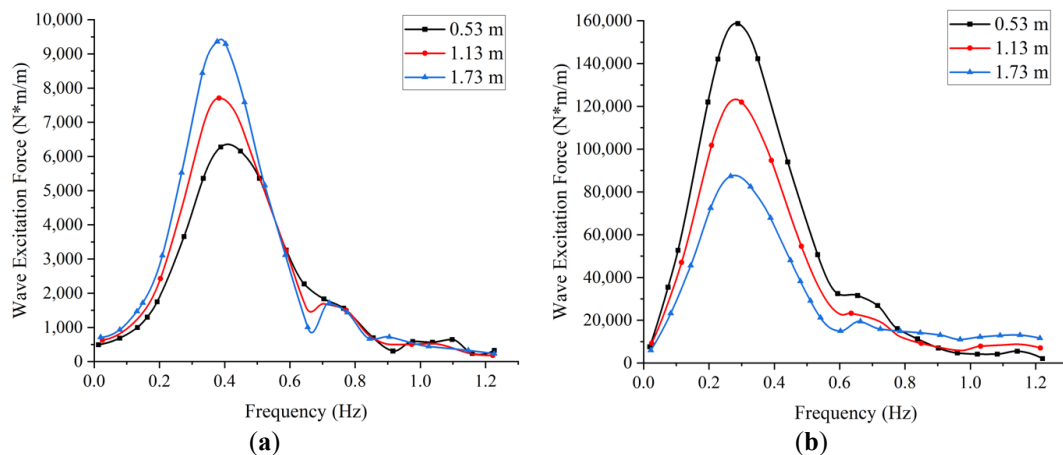 10,000
9,000
8,000
7,000
6,000
5,000
4,000
3,000
2,000
1,000
0
Wave Excitation Force (N*m/m)
0.53 m
1.13 m
1.73 m
0.0 0.2 0.4 0.6 0.8 1.0 1.2
Frequency (Hz)
(a)
160,000
140,000
120,000
100,000
80,000
60,000
40,000
20,000
0
Wave Excitation Force (N*m/m)
0.53 m
1.13 m
1.73 m
0.0 0.2 0.4 0.6 0.8 1.0 1.2
Frequency (Hz)
(b)